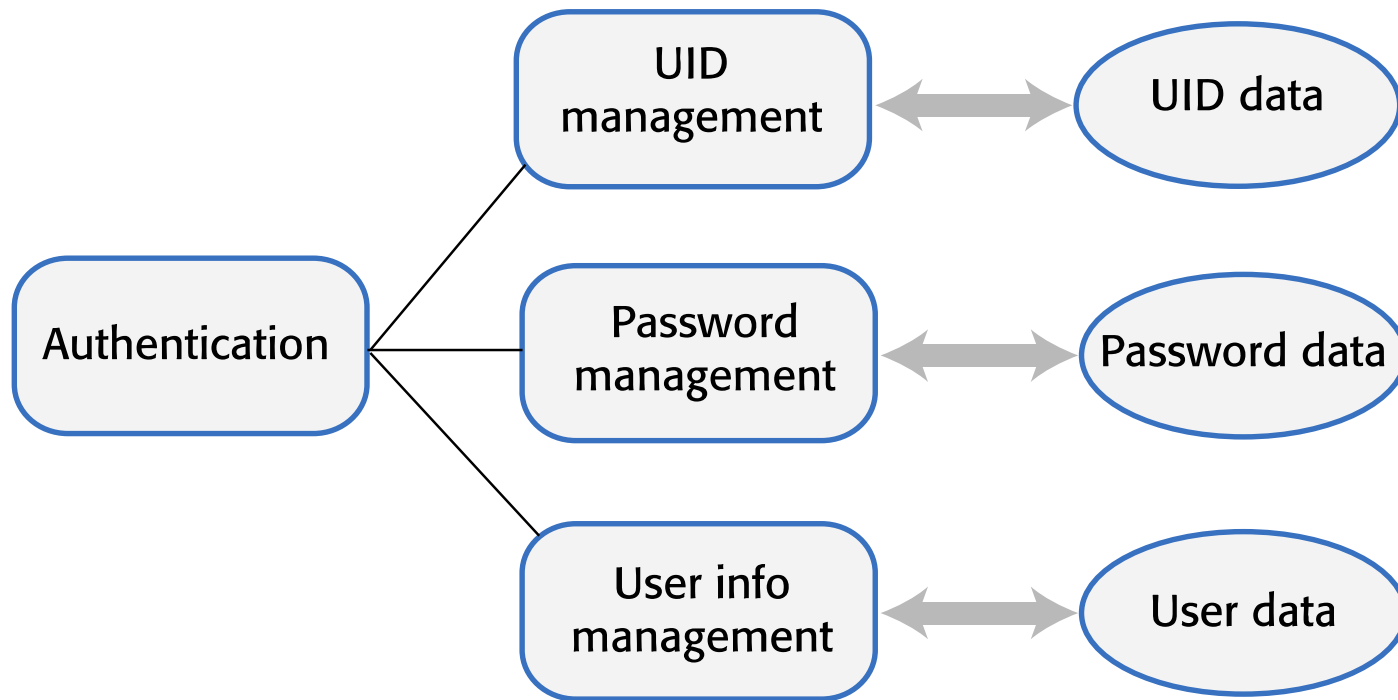 UID
management
UID data
Authentication
Password
management
Password data
User info
management
User data